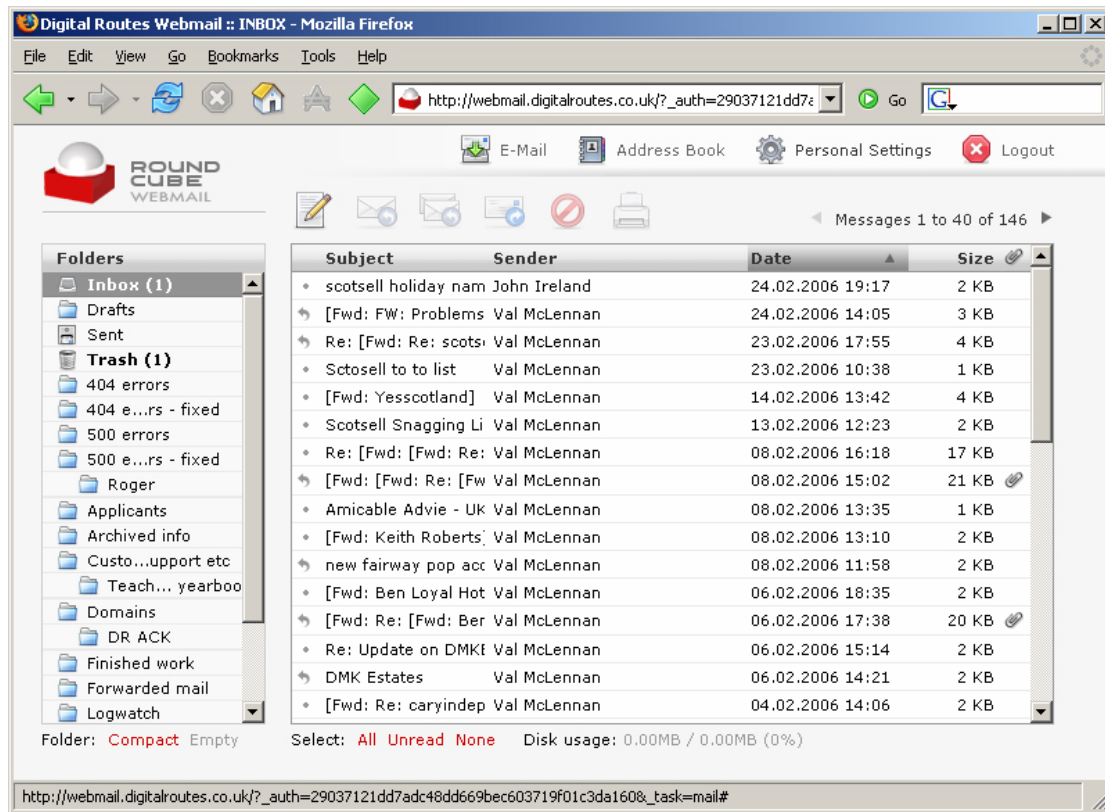 Digital Routes Webmail :: INBOX - Mozilla Firefox
File Edit View Go Bookmarks Tools Help
http://webmail.digitalroutes.co.uk/?_auth=29037121dd7a Go G
ROUND CUBE WEBMAIL
E-Mail Address Book Personal Settings Logout
Messages 1 to 40 of 146
Folders
Inbox (1)
Drafts
Sent
Trash (1)
404 errors
404 e...rs - fixed
500 errors
500 e...rs - fixed
Roger
Applicants
Archived info
Custo...upport etc
Teach... yearboo
Domains
DR ACK
Finished work
Forwarded mail
Logwatch
Subject Sender Date Size
scotsell holiday nam John Ireland 24.02.2006 19:17 2 KB
[Fwd: FW: Problems Val McLennan 24.02.2006 14:05 3 KB
Re: [Fwd: Re: scots Val McLennan 23.02.2006 17:55 4 KB
Sctosell to to list Val McLennan 23.02.2006 10:38 1 KB
[Fwd: Yesscotland] Val McLennan 14.02.2006 13:42 4 KB
Scotsell Snagging Li Val McLennan 13.02.2006 12:23 2 KB
Re: [Fwd: [Fwd: Re: Val McLennan 08.02.2006 16:18 17 KB
[Fwd: [Fwd: Re: [Fw Val McLennan 08.02.2006 15:02 21 KB
Amicable Advie - UK Val McLennan 08.02.2006 13:35 1 KB
[Fwd: Keith Roberts] Val McLennan 08.02.2006 13:10 2 KB
new fairway pop acc Val McLennan 08.02.2006 11:58 2 KB
[Fwd: Ben Loyal Hot Val McLennan 06.02.2006 18:35 2 KB
[Fwd: Re: [Fwd: Ber Val McLennan 06.02.2006 17:38 20 KB
Re: Update on DMKE Val McLennan 06.02.2006 15:14 2 KB
DMK Estates Val McLennan 06.02.2006 14:21 2 KB
[Fwd: Re: caryindep Val McLennan 04.02.2006 14:06 2 KB
Folder: Compact Empty
Select: All Unread None Disk usage: 0.00MB / 0.00MB (0%)
http://webmail.digitalroutes.co.uk/?_auth=29037121dd7adc48dd669bec603719f01c3da160&_task=mail#